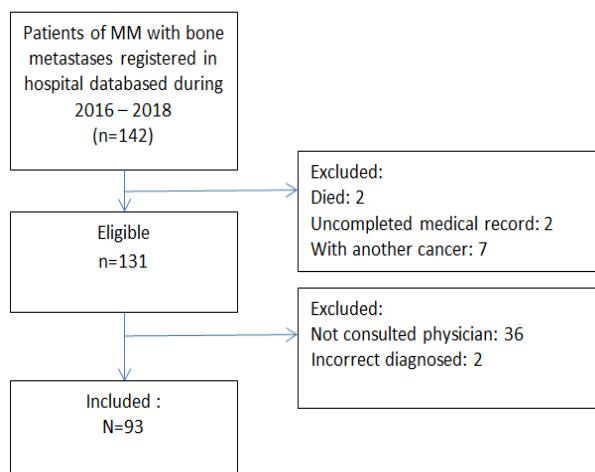 Patients of MM with bone
metastases registered in
hospital databased during
2016 – 2018
(n=142)
Excluded:
Died: 2
Uncompleted medical record: 2
With another cancer: 7
Eligible
n=131
Excluded:
Not consulted physician: 36
Incorrect diagnosed: 2
Included :
N=93